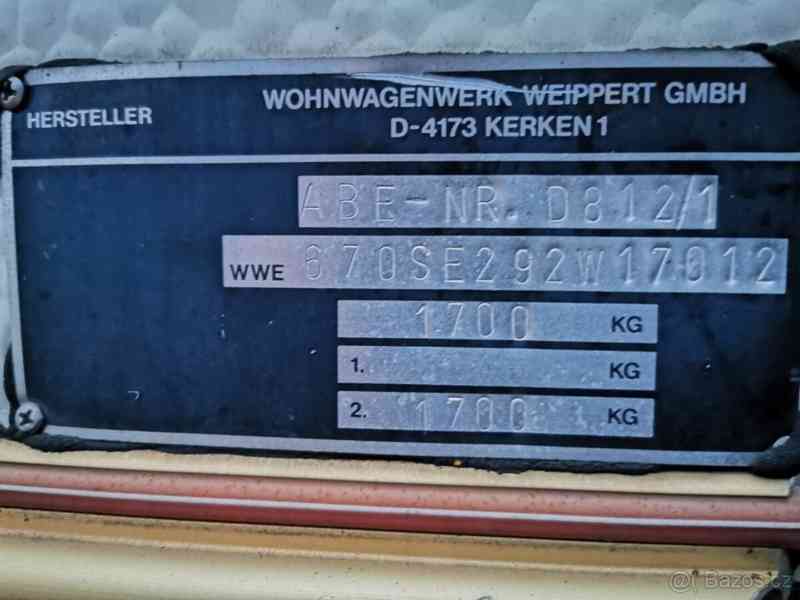 HERSTELLER
WOHNWAGENWERK WEIPPERT GMBH
D-4173 KERKEN 1
ABE-NR. D812/1
WWE 670SE292W17012
1700 KG
1. KG
2. 1700 KG
@| Bazos.cz